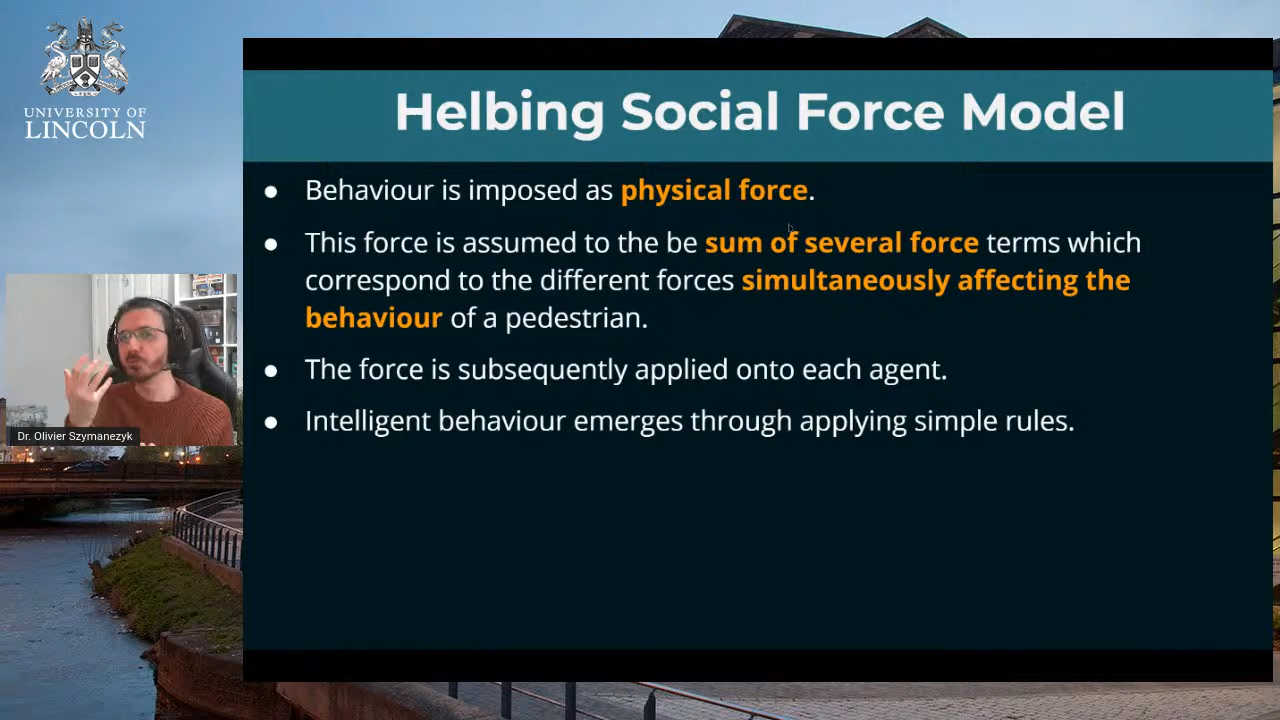 UNIVERSITY OF
LINCOLN
Helbing Social Force Model
● Behaviour is imposed as physical force.
● This force is assumed to the be sum of several force terms which
correspond to the different forces simultaneously affecting the
behaviour of a pedestrian.
● The force is subsequently applied onto each agent.
● Intelligent behaviour emerges through applying simple rules.
Dr. Olivier Szymanezyk